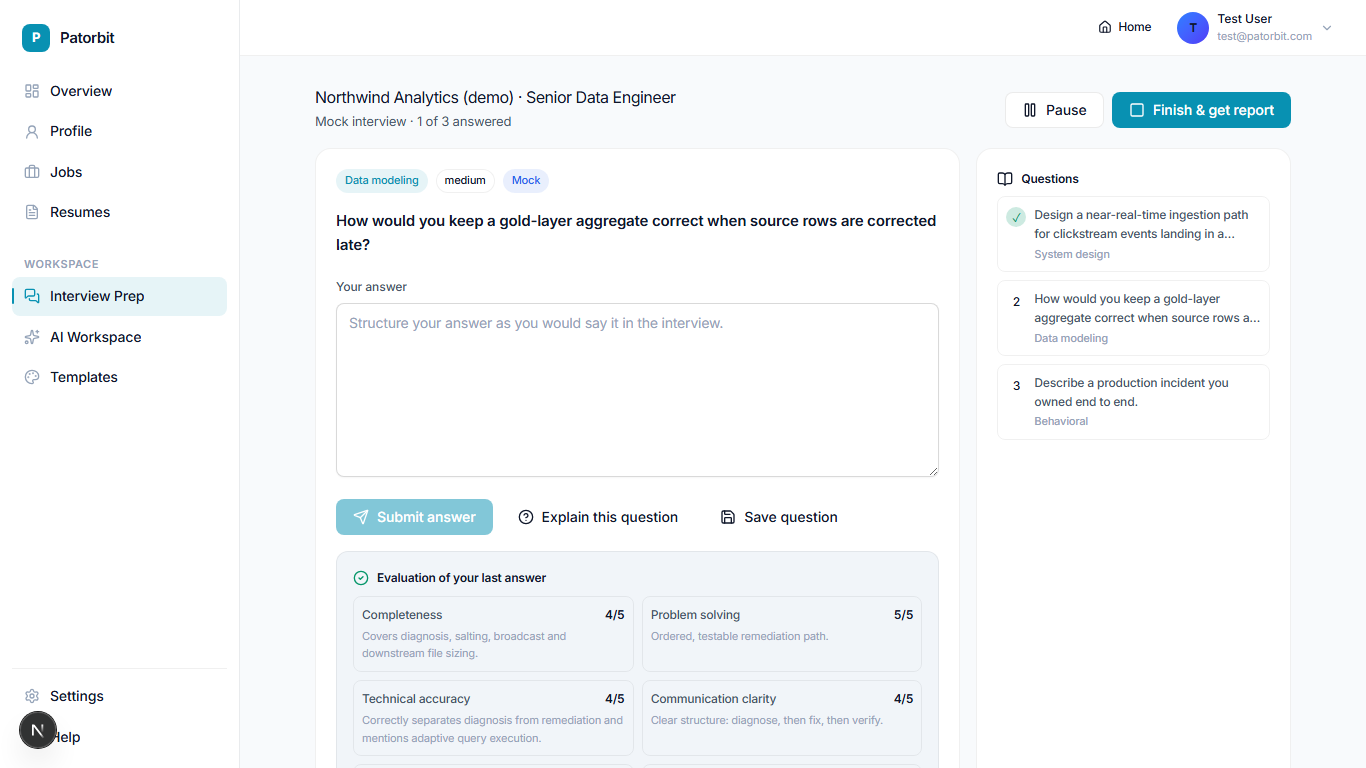 P Patorbit
Overview
Profile
Jobs
Resumes
WORKSPACE
Interview Prep
AI Workspace
Templates
Settings
N
Help
Home
T
Test User
test@patorbit.com
Northwind Analytics (demo) · Senior Data Engineer
Mock interview · 1 of 3 answered
Pause
Finish & get report
Data modeling medium Mock
How would you keep a gold-layer aggregate correct when source rows are corrected
late?
Your answer
Structure your answer as you would say it in the interview.
Submit answer
Explain this question
Save question
Evaluation of your last answer
Completeness 4/5
Covers diagnosis, salting, broadcast and
downstream file sizing.
Problem solving 5/5
Ordered, testable remediation path.
Technical accuracy 4/5
Correctly separates diagnosis from remediation and
mentions adaptive query execution.
Communication clarity 4/5
Clear structure: diagnose, then fix, then verify.
Questions
Design a near-real-time ingestion path
for clickstream events landing in a...
System design
2 How would you keep a gold-layer
aggregate correct when source rows a...
Data modeling
3 Describe a production incident you
owned end to end.
Behavioral